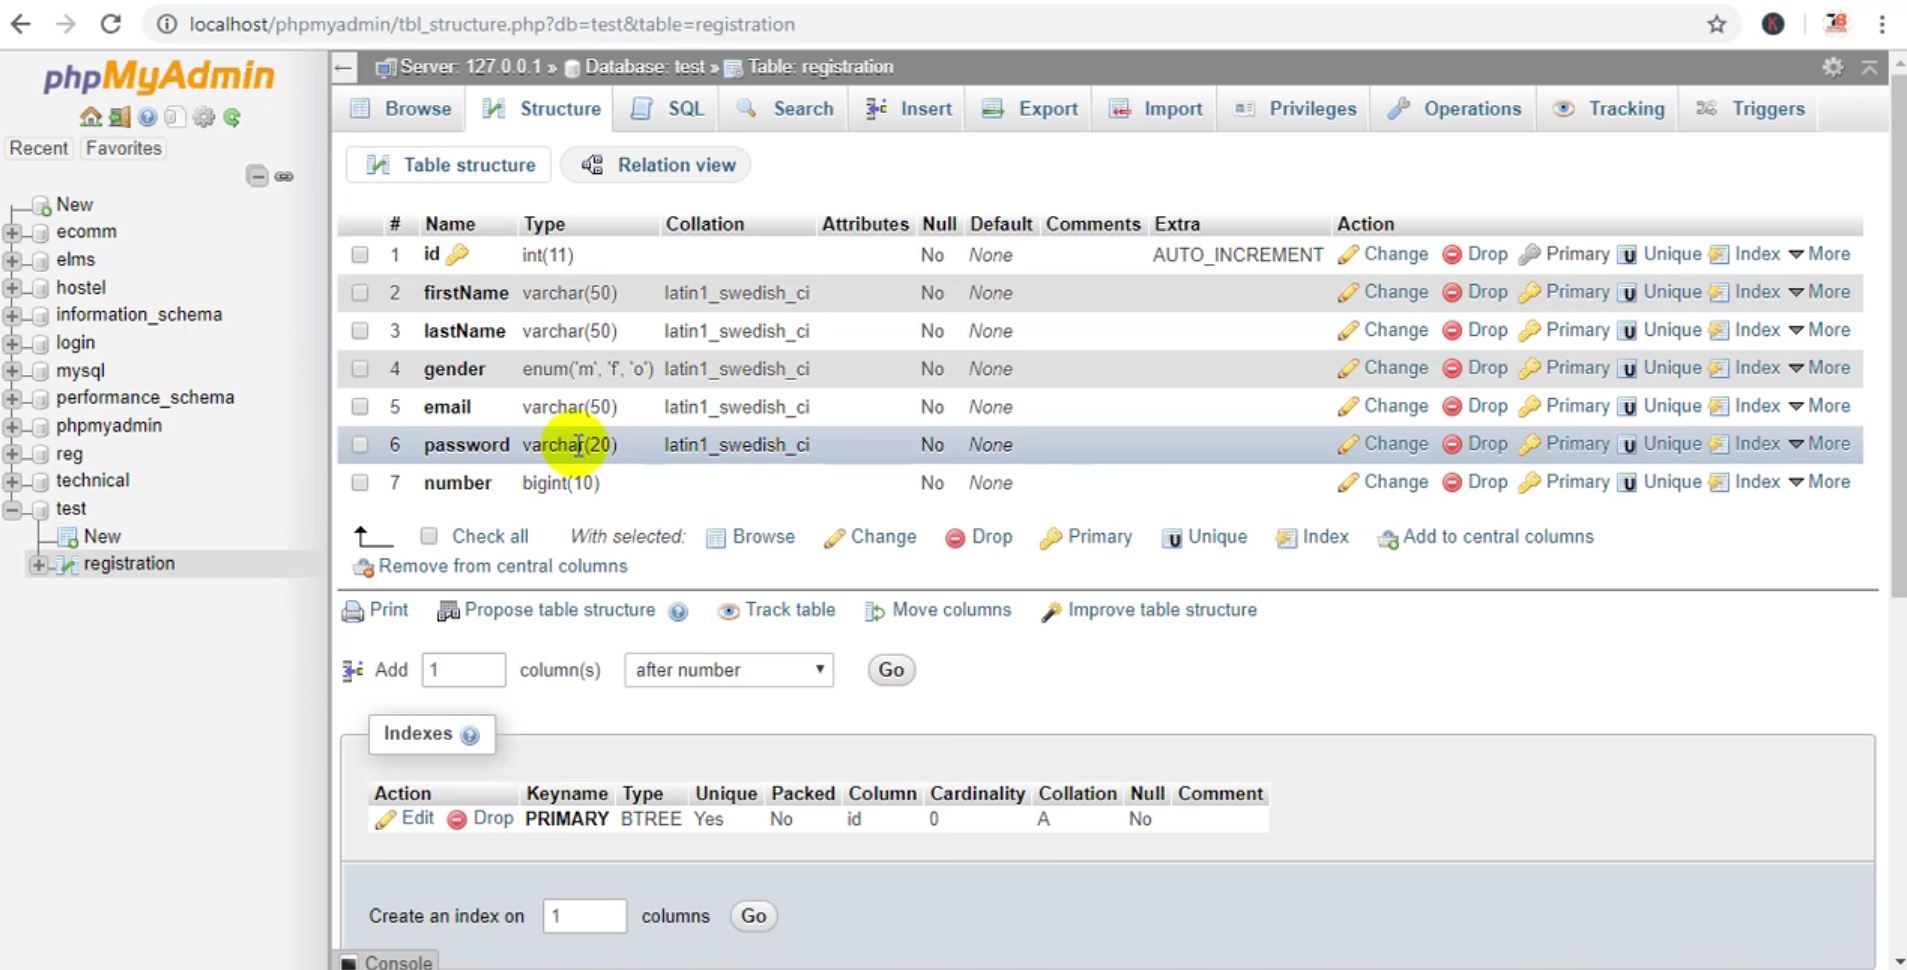 localhost/phpmyadmin/tbl_structure.php?db=test&table=registration
phpMyAdmin
Recent Favorites
New
ecomm
elms
hostel
information_schema
login
mysql
performance_schema
phpmyadmin
reg
technical
test
New
registration
Server: 127.0.0.1 » Database: test » Table: registration
Browse Structure SQL Search Insert Export Import Privileges Operations Tracking Triggers
Table structure Relation view
# Name Type Collation Attributes Null Default Comments Extra Action
1 id int(11) No None AUTO_INCREMENT Change Drop Primary Unique Index More
2 firstName varchar(50) latin1_swedish_ci No None Change Drop Primary Unique Index More
3 lastName varchar(50) latin1_swedish_ci No None Change Drop Primary Unique Index More
4 gender enum('m', 'f', 'o') latin1_swedish_ci No None Change Drop Primary Unique Index More
5 email varchar(50) latin1_swedish_ci No None Change Drop Primary Unique Index More
6 password varchar(20) latin1_swedish_ci No None Change Drop Primary Unique Index More
7 number bigint(10) No None Change Drop Primary Unique Index More
Check all With selected: Browse Change Drop Primary Unique Index Add to central columns
Remove from central columns
Print Propose table structure Track table Move columns Improve table structure
Add 1 column(s) after number Go
Indexes
Action Keyname Type Unique Packed Column Cardinality Collation Null Comment
Edit Drop PRIMARY BTREE Yes No id 0 A No
Create an index on 1 columns Go
Console